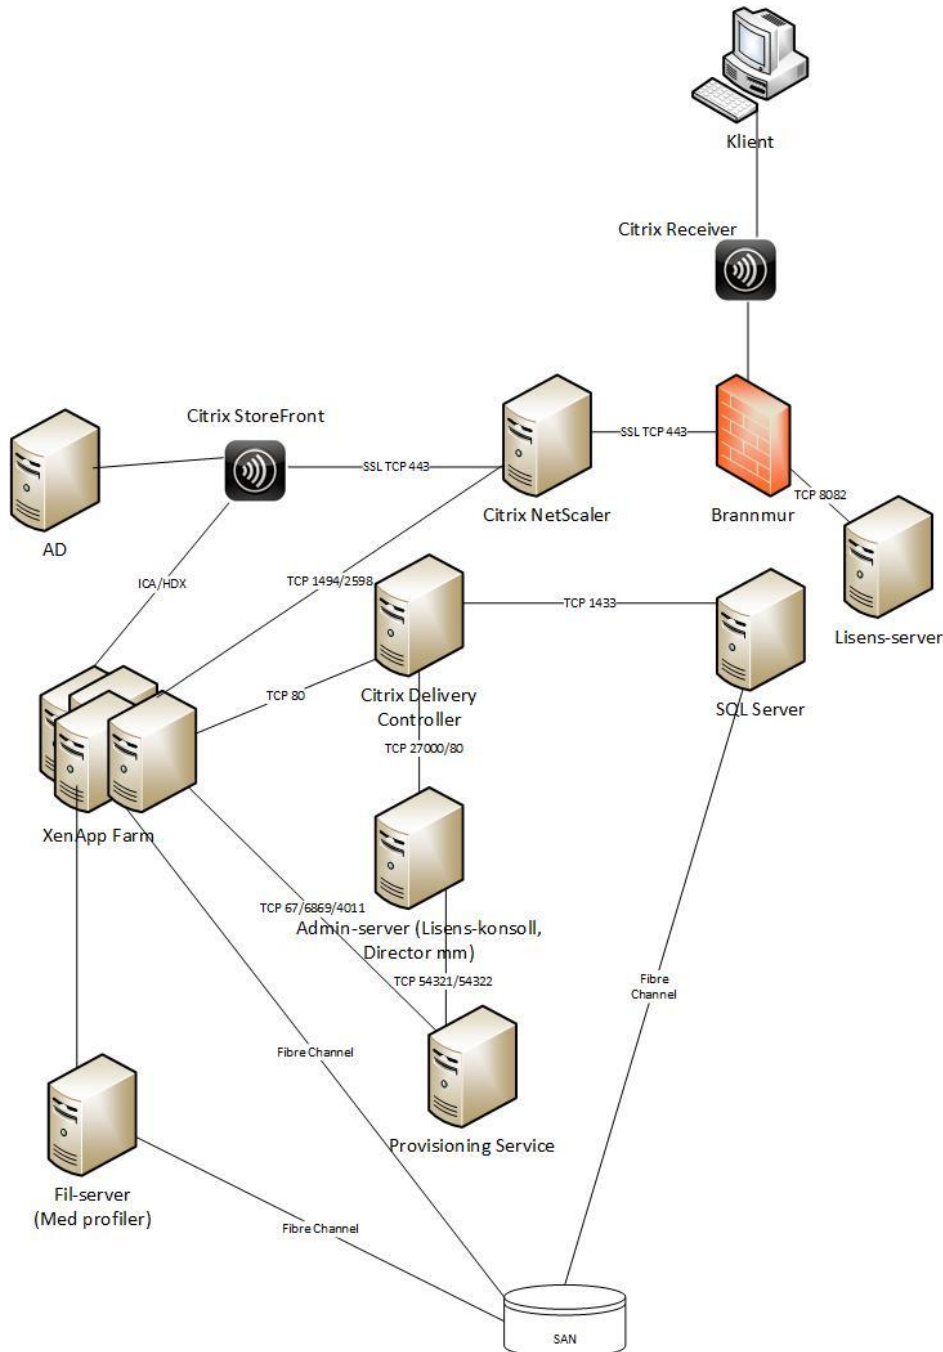 Klient
Citrix Receiver
Citrix StoreFront
SSL TCP 443
SSL TCP 443
TCP 8082
Citrix NetScaler
Brannmur
AD
ICA/HDX
TCP 1494/2598
TCP 1433
Lisens-server
TCP 80
Citrix Delivery
Controller
SQL Server
TCP 27000/80
XenApp Farm
TCP 67/6869/4011
Admin-server (Lisens-konsoll,
Director mm)
TCP 54321/54322
Fibre
Channel
Fibre Channel
Provisioning Service
Fil-server
(Med profiler)
Fibre Channel
SAN